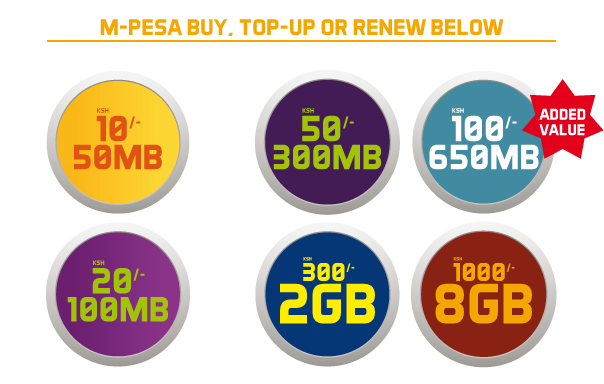 M-PESA BUY, TOP-UP OR RENEW BELOW
KSH
10/-
50MB
KSH
50/-
300MB
KSH
100/-
650MB
ADDED
VALUE
KSH
20/-
100MB
KSH
300/-
2GB
KSH
1000/-
8GB